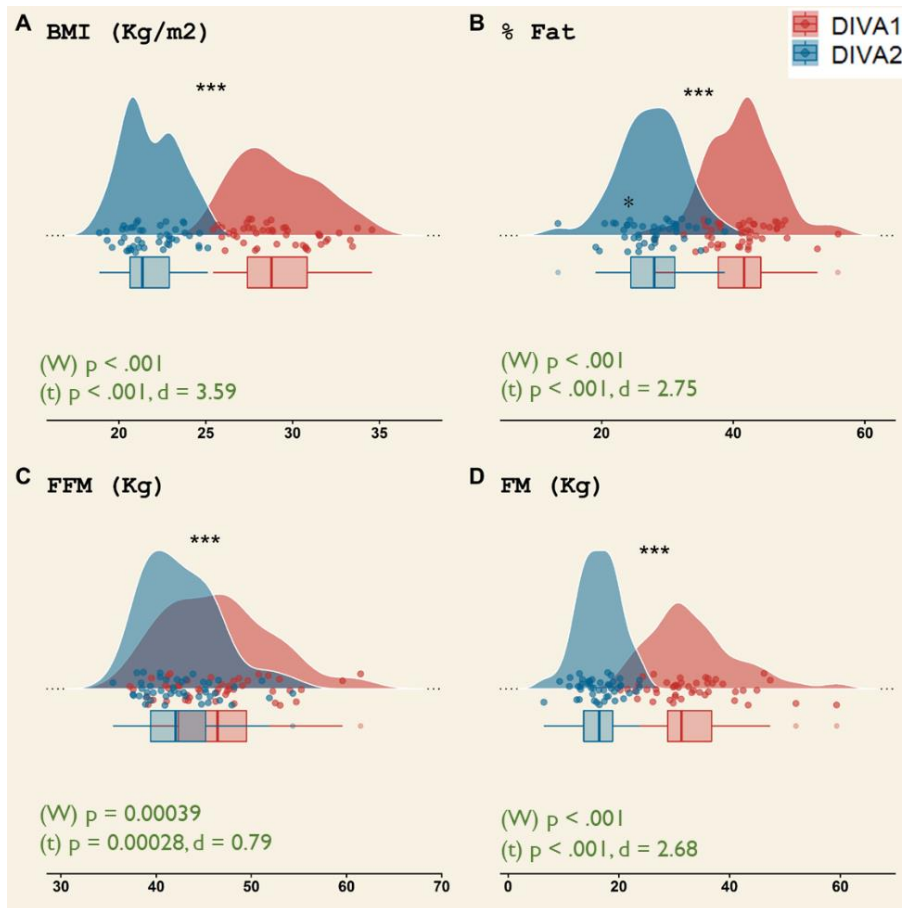 A BMI (Kg/m2)
***
(W) p < .001
(t) p < .001, d = 3.59
20 25 30 35
B % Fat
DIVA1
DIVA2
***
*
(W) p < .001
(t) p < .001, d = 2.75
20 40 60
C FFM (Kg)
***
(W) p = 0.00039
(t) p = 0.00028, d = 0.79
30 40 50 60 70
D FM (Kg)
***
(W) p < .001
(t) p < .001, d = 2.68
0 20 40 60